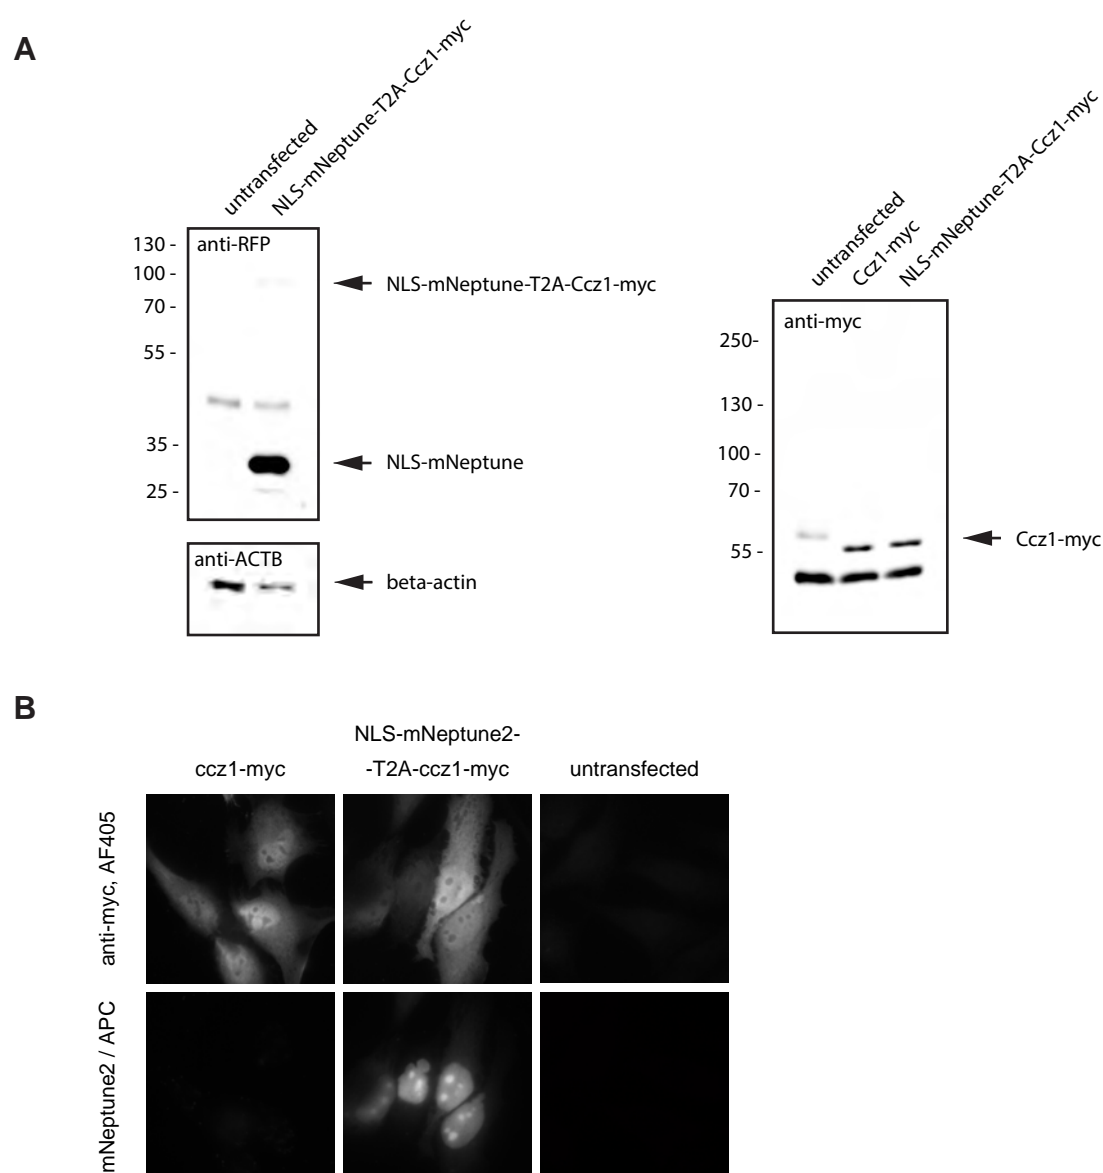 A
untransfected
NLS-mNeptune-T2A-Ccz1-myc
anti-RFP
130 -
100 -
70 -
55 -
35 -
25 -
NLS-mNeptune-T2A-Ccz1-myc
NLS-mNeptune
anti-ACTB
beta-actin
untransfected
Ccz1-myc
NLS-mNeptune-T2A-Ccz1-myc
anti-myc
250-
130 -
100 -
70 -
55 -
Ccz1-myc
B
ccz1-myc
NLS-mNeptune2-
-T2A-ccz1-myc
untransfected
anti-myc, AF405
mNeptune2 / APC